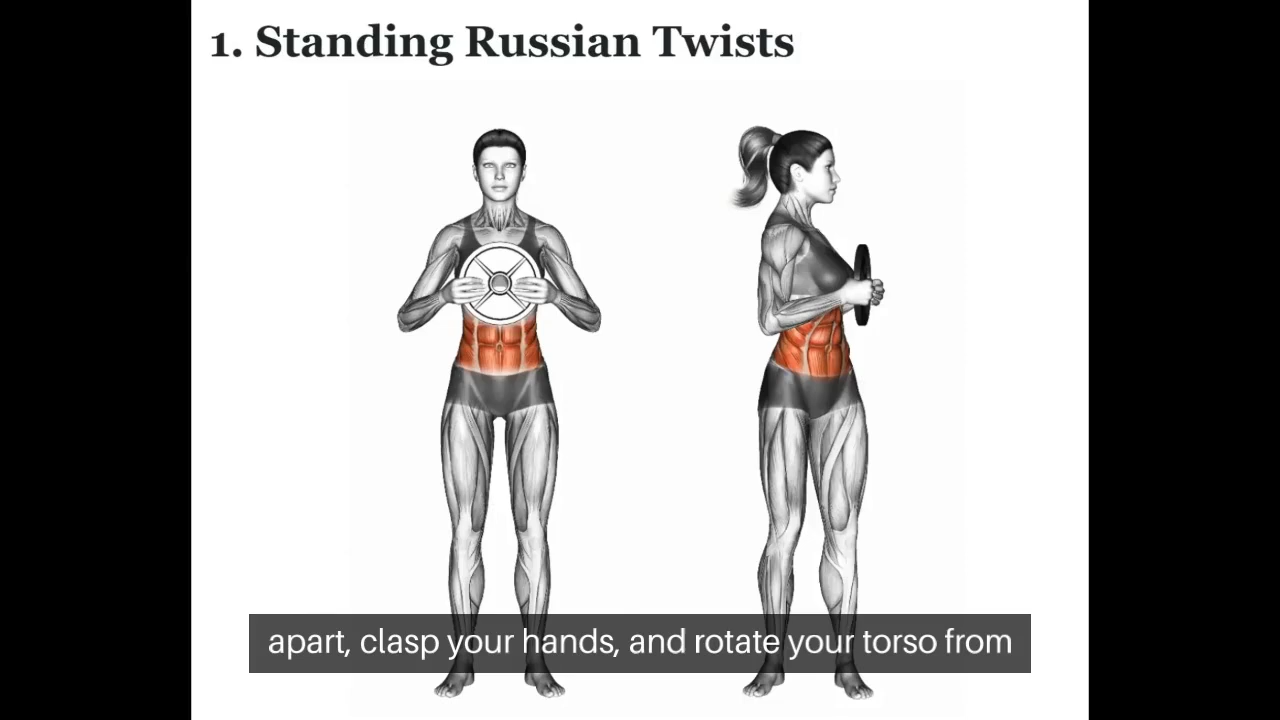 1. Standing Russian Twists
apart, clasp your hands, and rotate your torso from